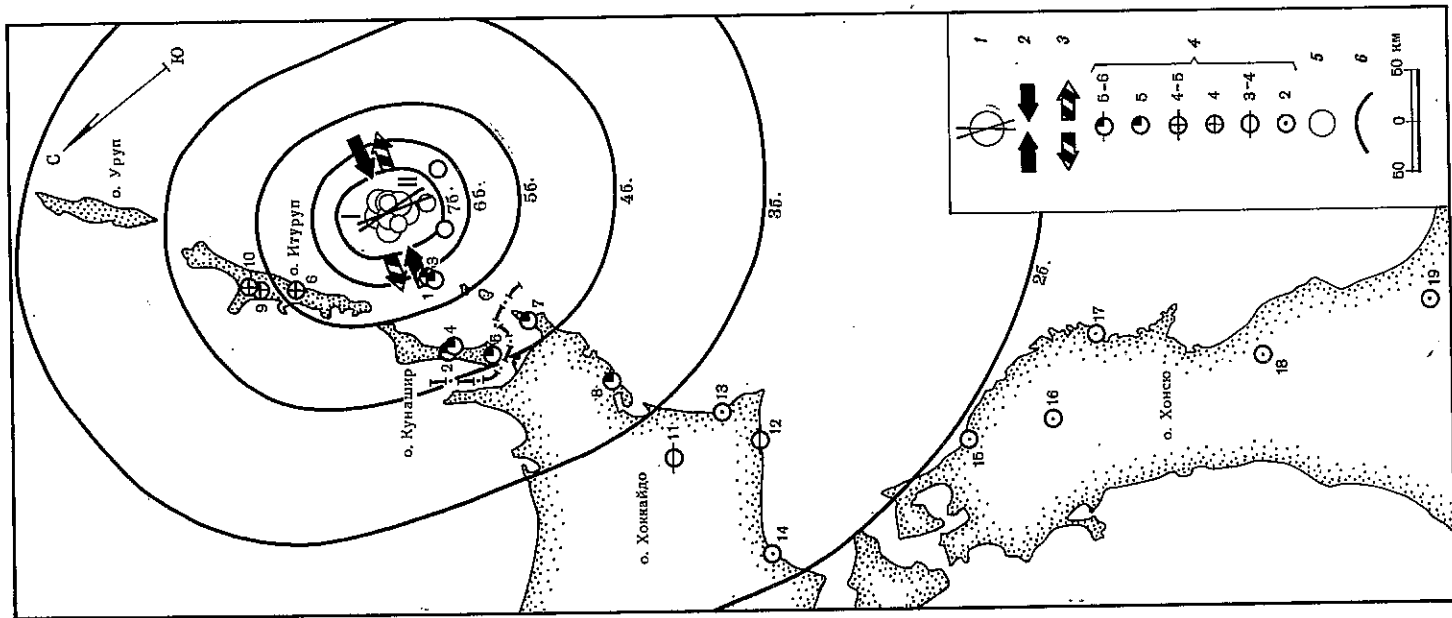 С
Ю
о. Уруп
о. Итуруп
10
9
6
I
II
7б.
6б.
5б.
4б.
3б.
2б.
1
3
о. Кунашир
2
4
5
7
8
о. Хоккайдо
11
13
12
14
15
16
17
о. Хонсю
18
19
1
2
3
4
5-6
5
4-5
4
3-4
2
5
6
50 0 50 км